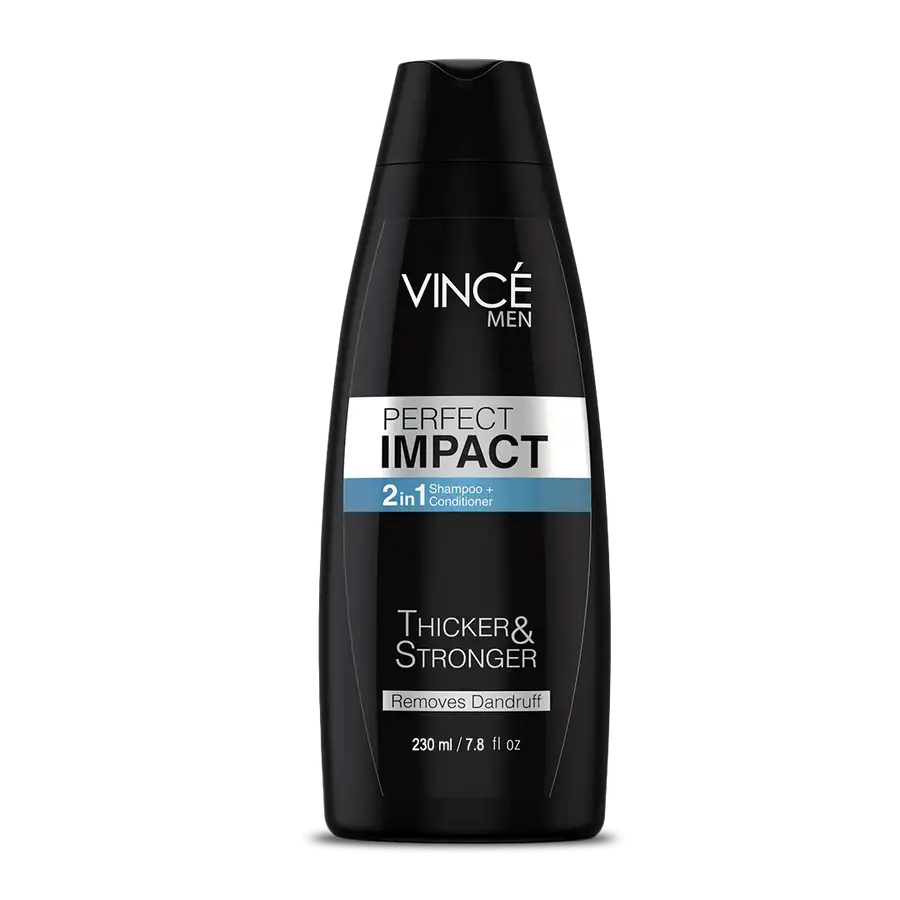 VINCÉ
MEN
PERFECT
IMPACT
2in1 Shampoo +
Conditioner
THICKER &
STRONGER
Removes Dandruff
230 ml / 7.8 fl oz